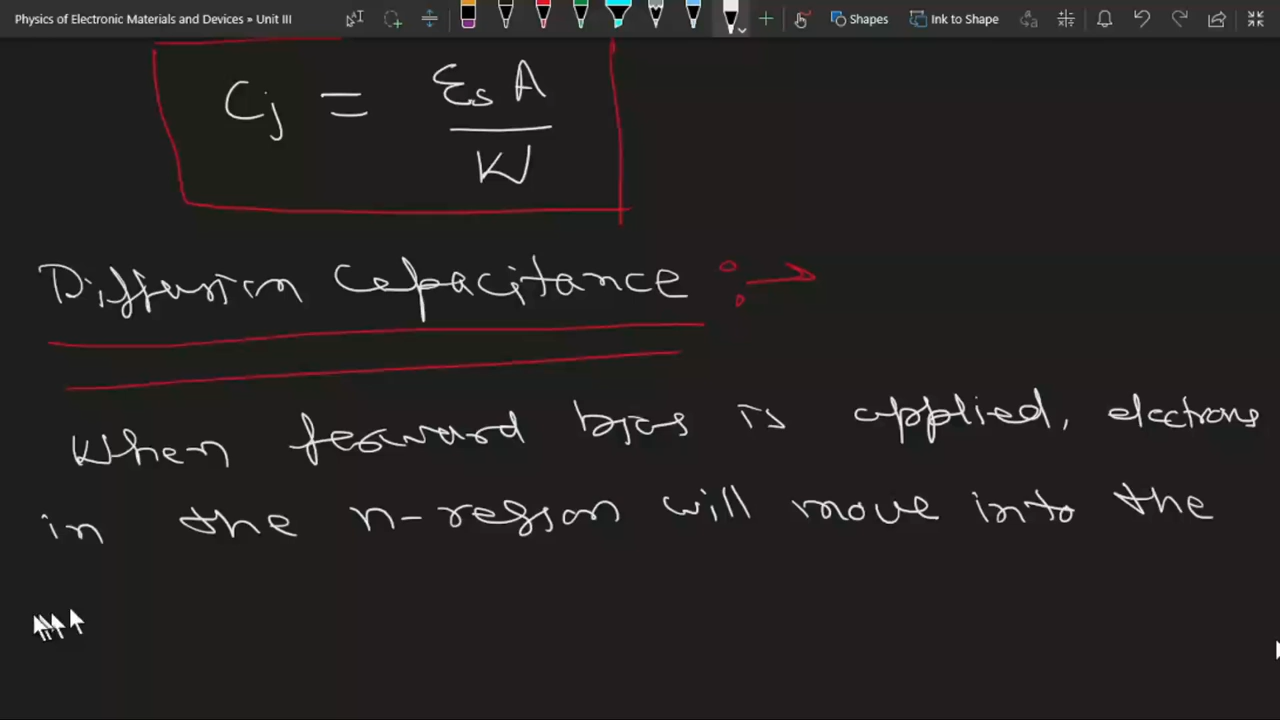 Physics of Electronic Materials and Devices » Unit III
Shapes
Ink to Shape
Cj = εs A
W
Diffusion Capacitance :→
When forward bias is applied, electrons
in the n-region will move into the